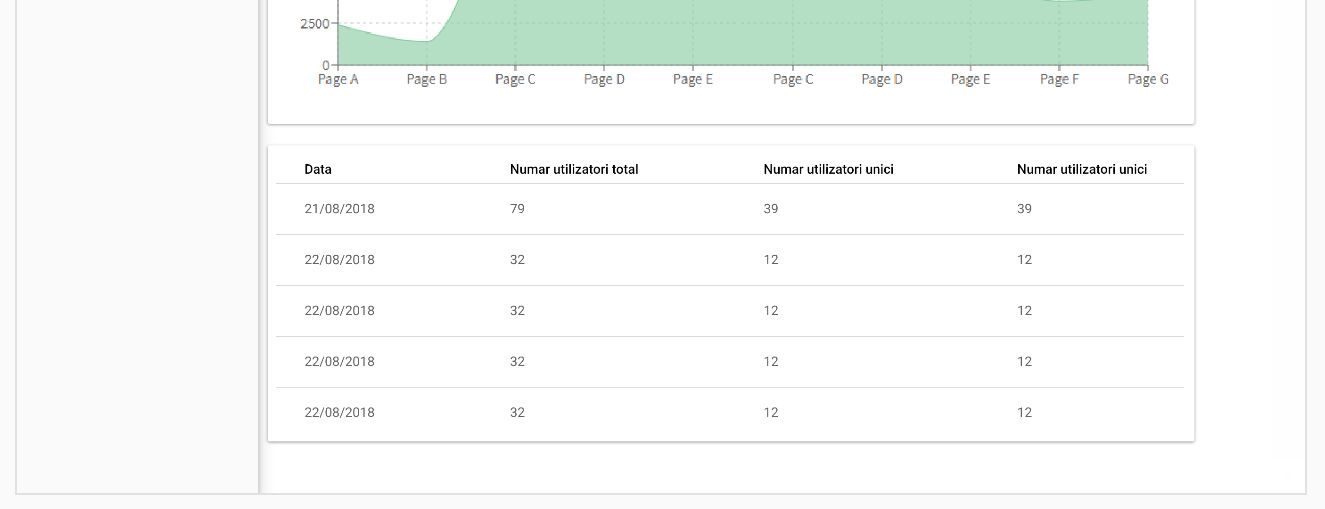 2500
0
Page A Page B Page C Page D Page E Page C Page D Page E Page F Page G
Data Numar utilizatori total Numar utilizatori unici Numar utilizatori unici
21/08/2018 79 39 39
22/08/2018 32 12 12
22/08/2018 32 12 12
22/08/2018 32 12 12
22/08/2018 32 12 12